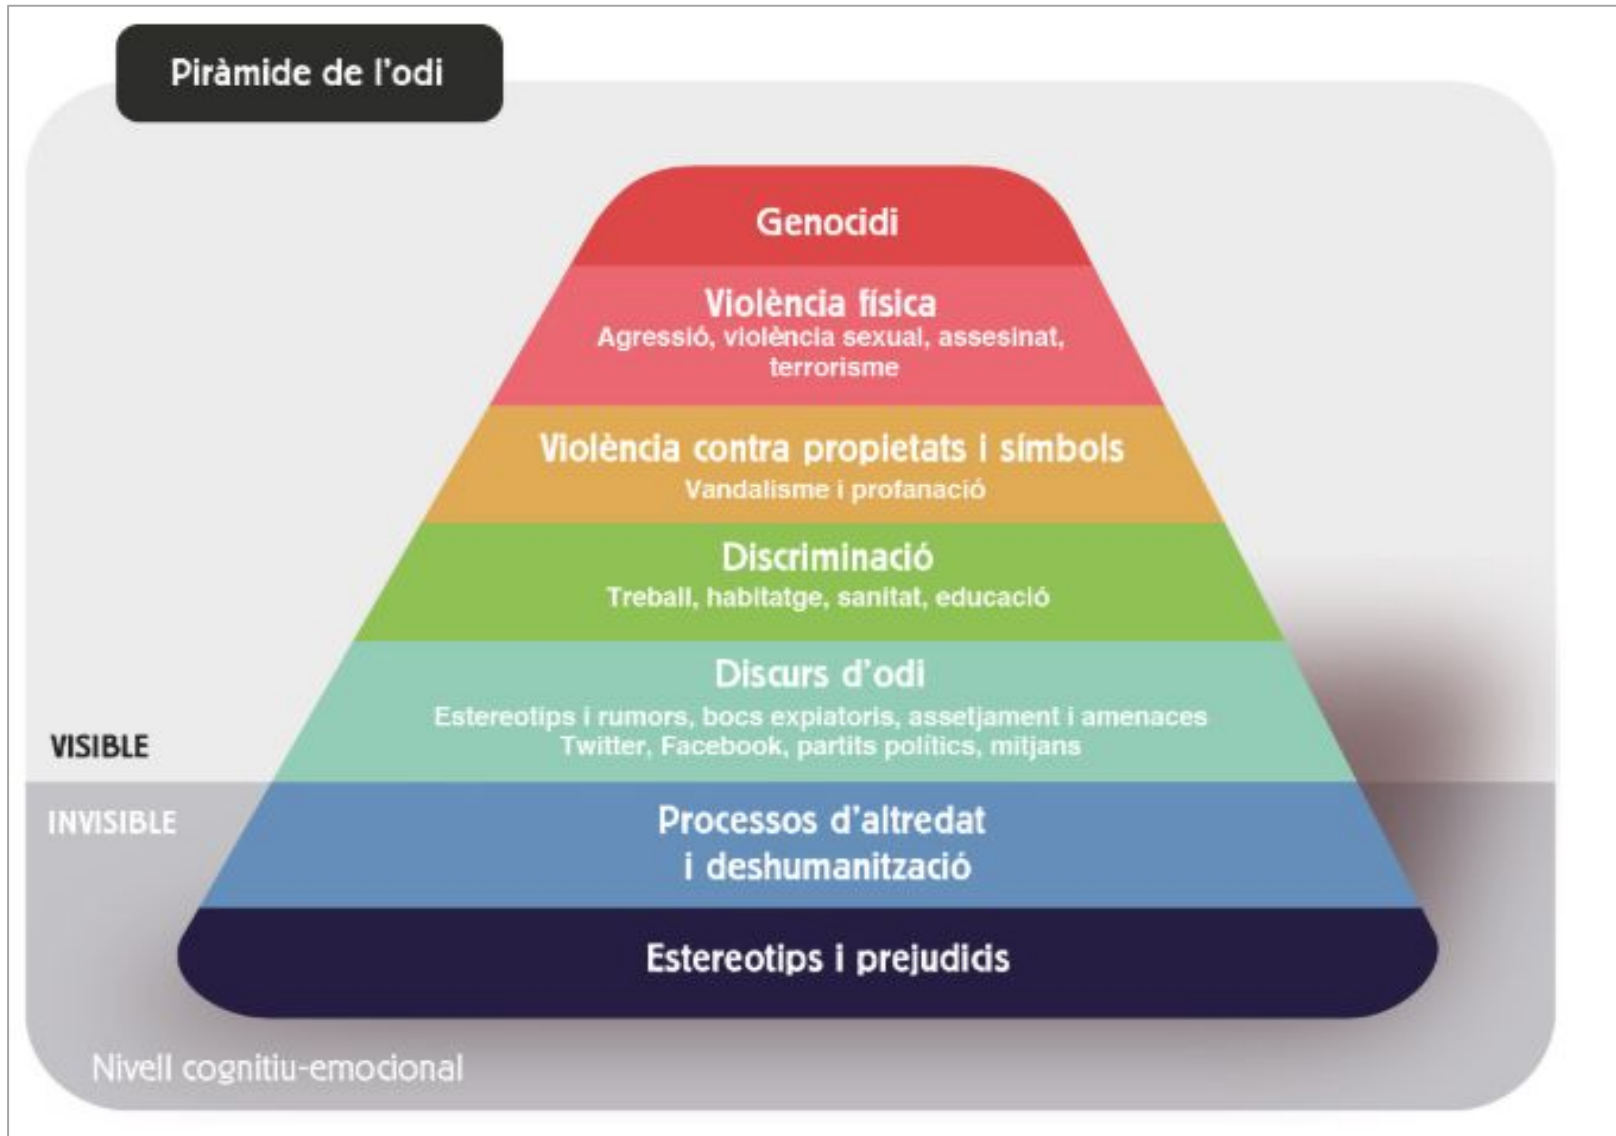 Piràmide de l'odi
Genocidi
Violència física
Agressió, violència sexual, assesinat,
terrorisme
Violència contra propietats i símbols
Vandalisme i profanació
Discriminació
Treball, habitatge, sanitat, educació
Discurs d'odi
Estereotips i rumors, bocs expiatoris, assetjament i amenaces
Twitter, Facebook, partits polítics, mitjans
VISIBLE
INVISIBLE
Processos d'altredat
i deshumanització
Estereotips i prejudicis
Nivell cognitiu-emocional